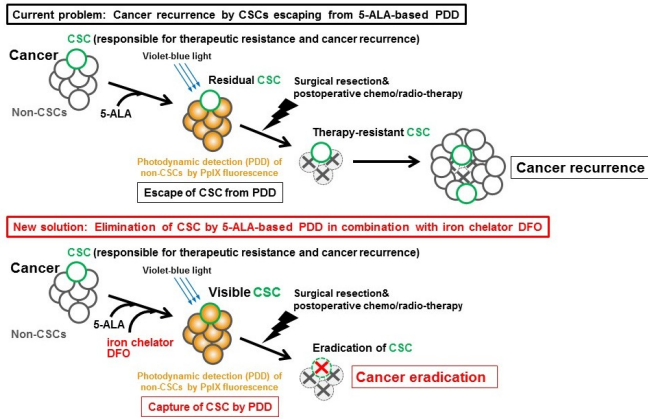 Current problem: Cancer recurrence by CSCs escaping from 5-ALA-based PDD
CSC (responsible for therapeutic resistance and cancer recurrence)
Cancer
Violet-blue light
Residual CSC
Surgical resection&
postoperative chemo/radio-therapy
Non-CSCs
5-ALA
Therapy-resistant CSC
Photodynamic detection (PDD) of
non-CSCs by PpIX fluorescence
Cancer recurrence
Escape of CSC from PDD
New solution: Elimination of CSC by 5-ALA-based PDD in combination with iron chelator DFO
CSC (responsible for therapeutic resistance and cancer recurrence)
Cancer
Violet-blue light
Visible CSC
Surgical resection&
postoperative chemo/radio-therapy
Non-CSCs
5-ALA
iron chelator
DFO
Eradication of CSC
Photodynamic detection (PDD) of
non-CSCs by PpIX fluorescence
Cancer eradication
Capture of CSC by PDD